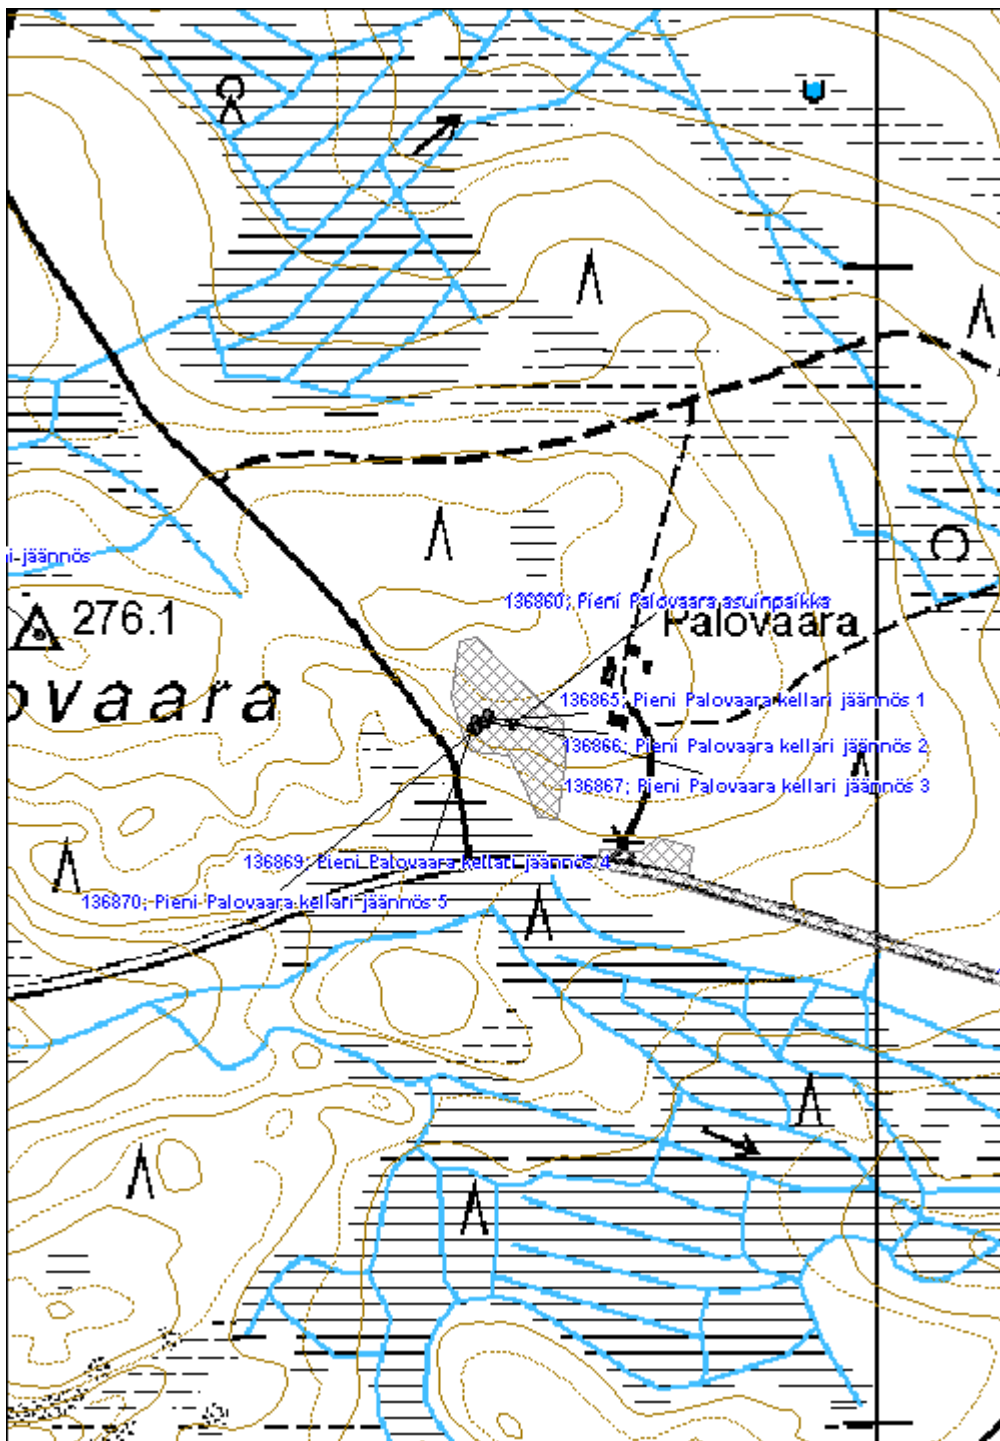 i-jäännös
136860; Pieni Palovaara asuinpaikka
276.1
Palovaara
ovaara
136865; Pieni Palovaara kellari jäännös 1
136866; Pieni Palovaara kellari jäännös 2
136867; Pieni Palovaara kellari jäännös 3
136869; Pieni Palovaara kellari jäännös 4
136870; Pieni Palovaara kellari jäännös 5